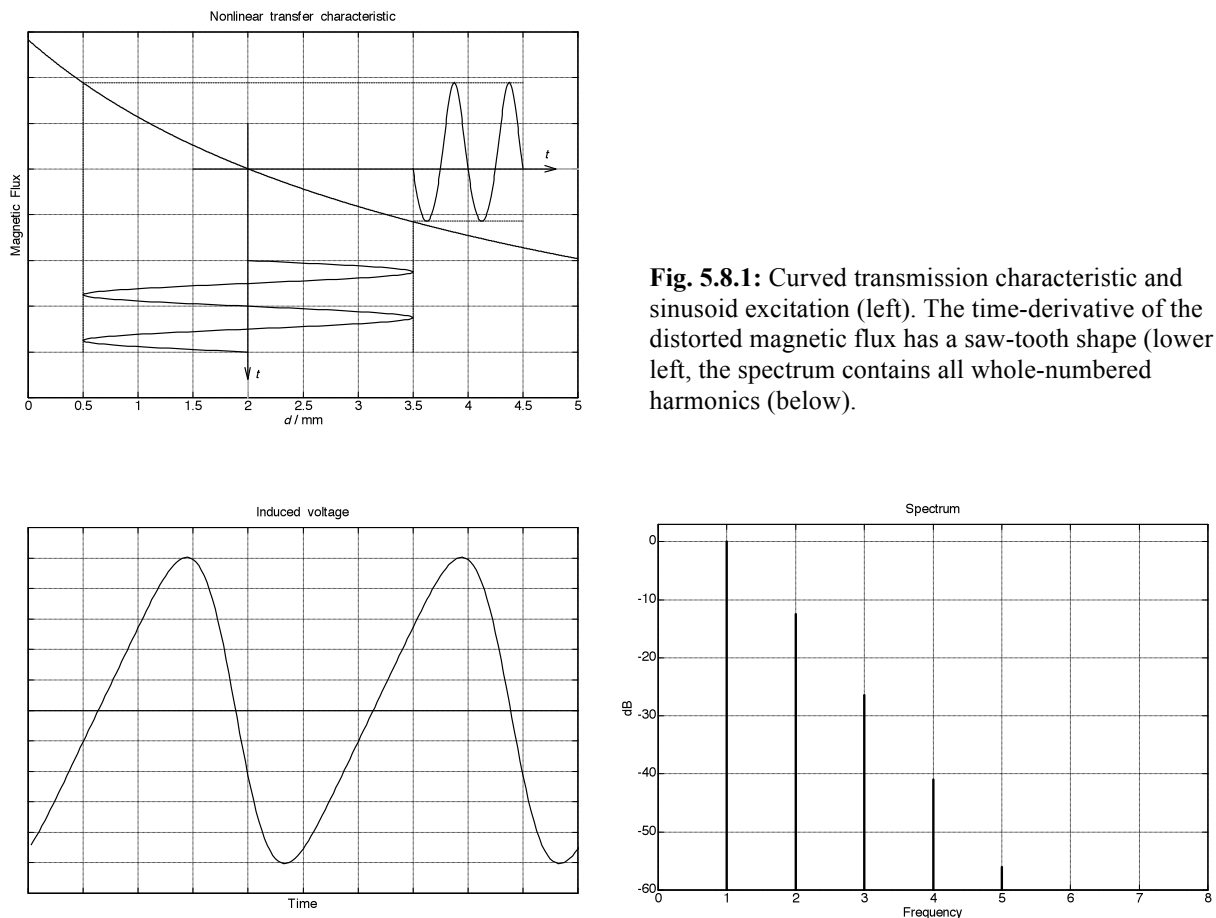 Nonlinear transfer characteristic
Magnetic Flux
t
t
0 0.5 1 1.5 2 2.5 3 3.5 4 4.5 5
d / mm
Fig. 5.8.1: Curved transmission characteristic and
sinusoid excitation (left). The time-derivative of the
distorted magnetic flux has a saw-tooth shape (lower
left, the spectrum contains all whole-numbered
harmonics (below).
Induced voltage
Time
Spectrum
0
-10
-20
-30
-40
-50
-60
dB
0 1 2 3 4 5 6 7 8
Frequency